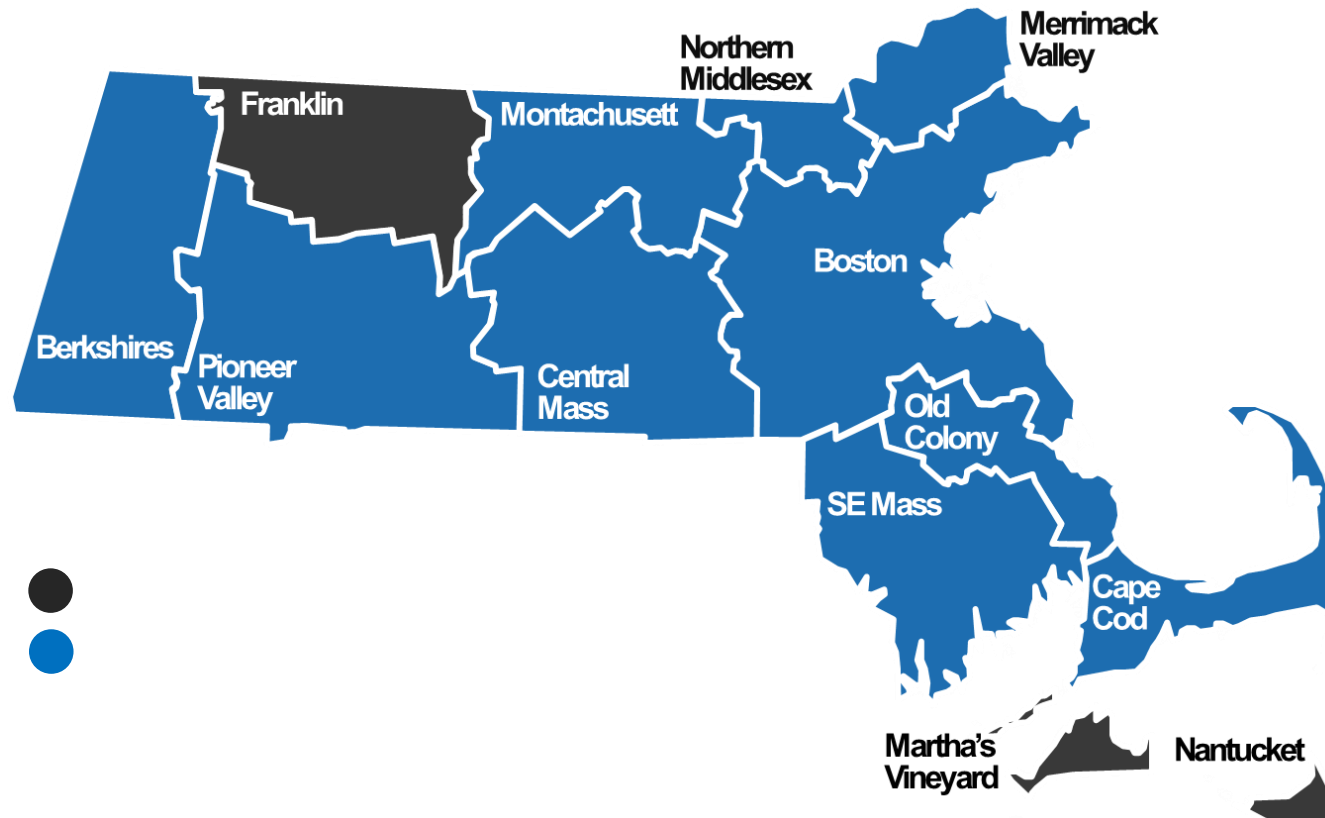 Merrimack
Valley
Northern
Middlesex
Franklin
Montachusett
Boston
Berkshires
Pioneer
Valley
Central
Mass
Old
Colony
SE Mass
Cape
Cod
Martha's
Vineyard
Nantucket